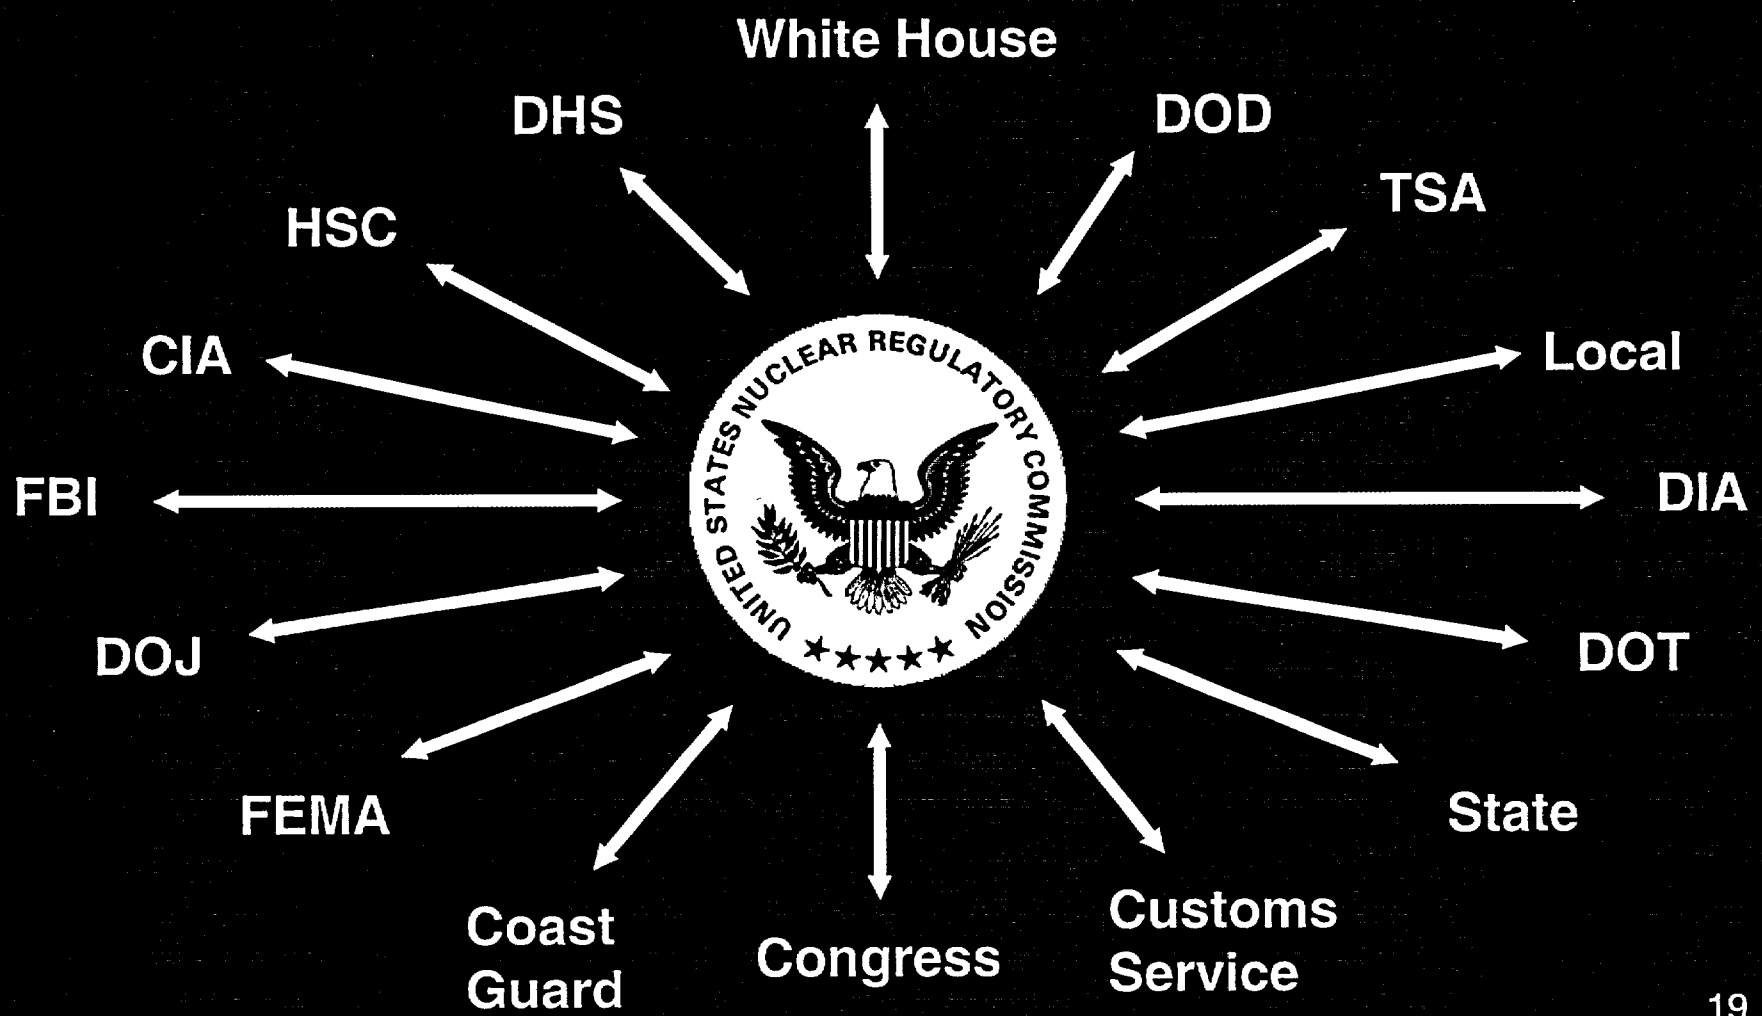 White House
DHS
DOD
TSA
HSC
CIA
Local
UNITED STATES NUCLEAR REGULATORY COMMISSION
FBI
DIA
DOJ
DOT
FEMA
State
Coast
Guard
Congress
Customs
Service
19